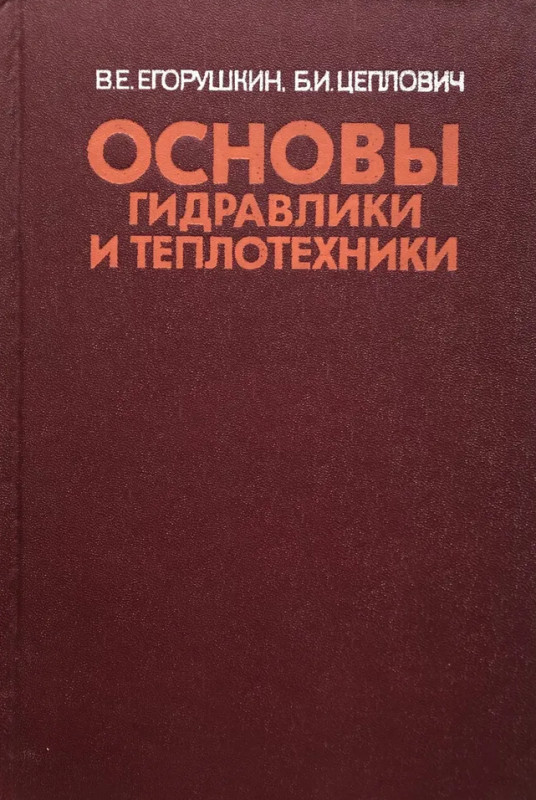 В.Е. ЕГОРУШКИН, Б.И. ЦЕПЛОВИЧ
ОСНОВЫ
ГИДРАВЛИКИ
И ТЕПЛОТЕХНИКИ